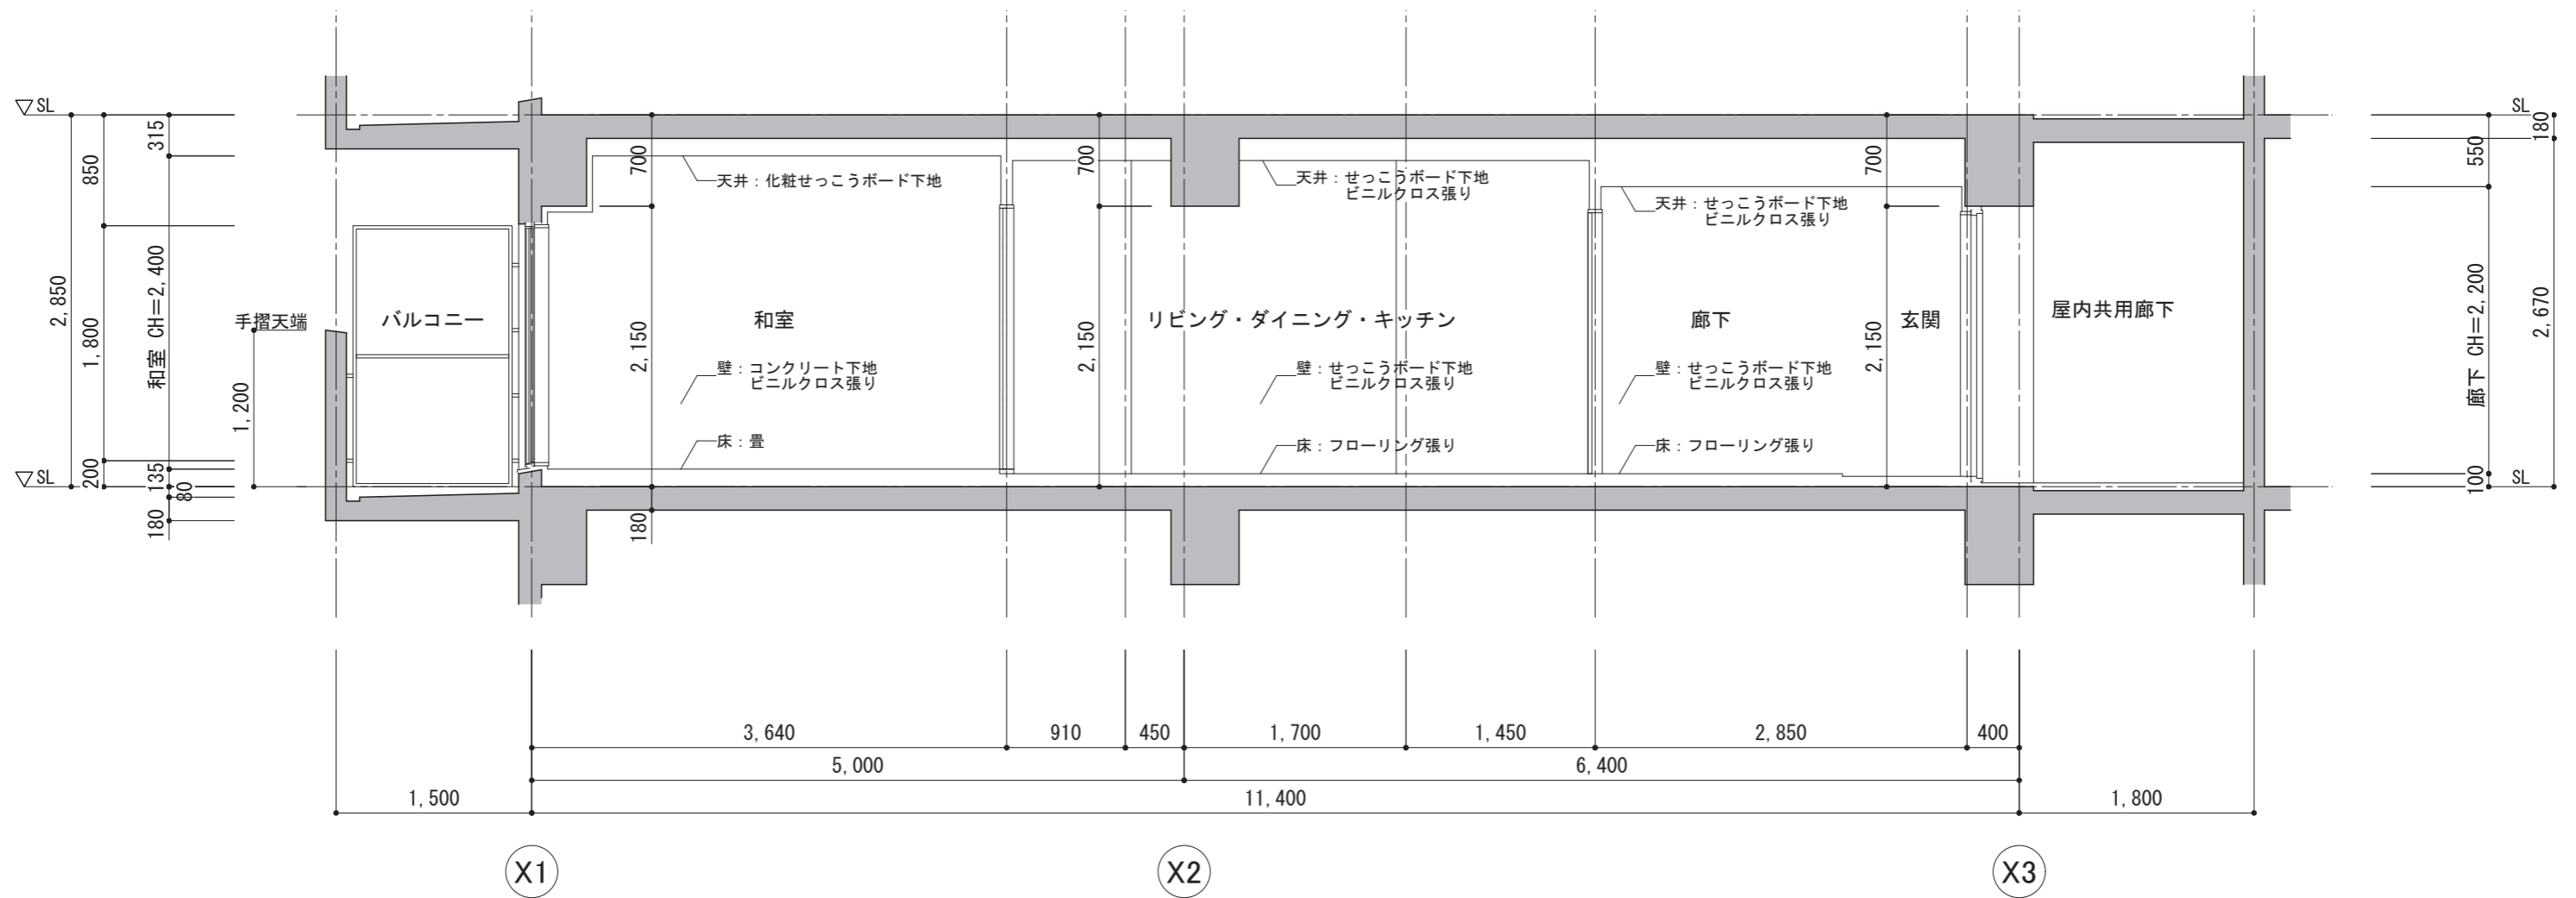 SL
SL
315
850
700
700
700
550
180
天井：化粧せっこうボード下地
天井：せっこうボード下地
ビニルクロス張り
天井：せっこうボード下地
ビニルクロス張り
2,850
1,800
和室 CH=2,400
手摺天端
1,200
バルコニー
和室
リビング・ダイニング・キッチン
廊下
玄関
屋内共用廊下
2,150
2,150
2,150
廊下 CH=2,200
2,670
壁：コンクリート下地
ビニルクロス張り
壁：せっこうボード下地
ビニルクロス張り
壁：せっこうボード下地
ビニルクロス張り
床：畳
床：フローリング張り
床：フローリング張り
SL
200
135
80
180
180
100
SL
3,640
910
450
1,700
1,450
2,850
400
5,000
6,400
1,500
11,400
1,800
X1
X2
X3